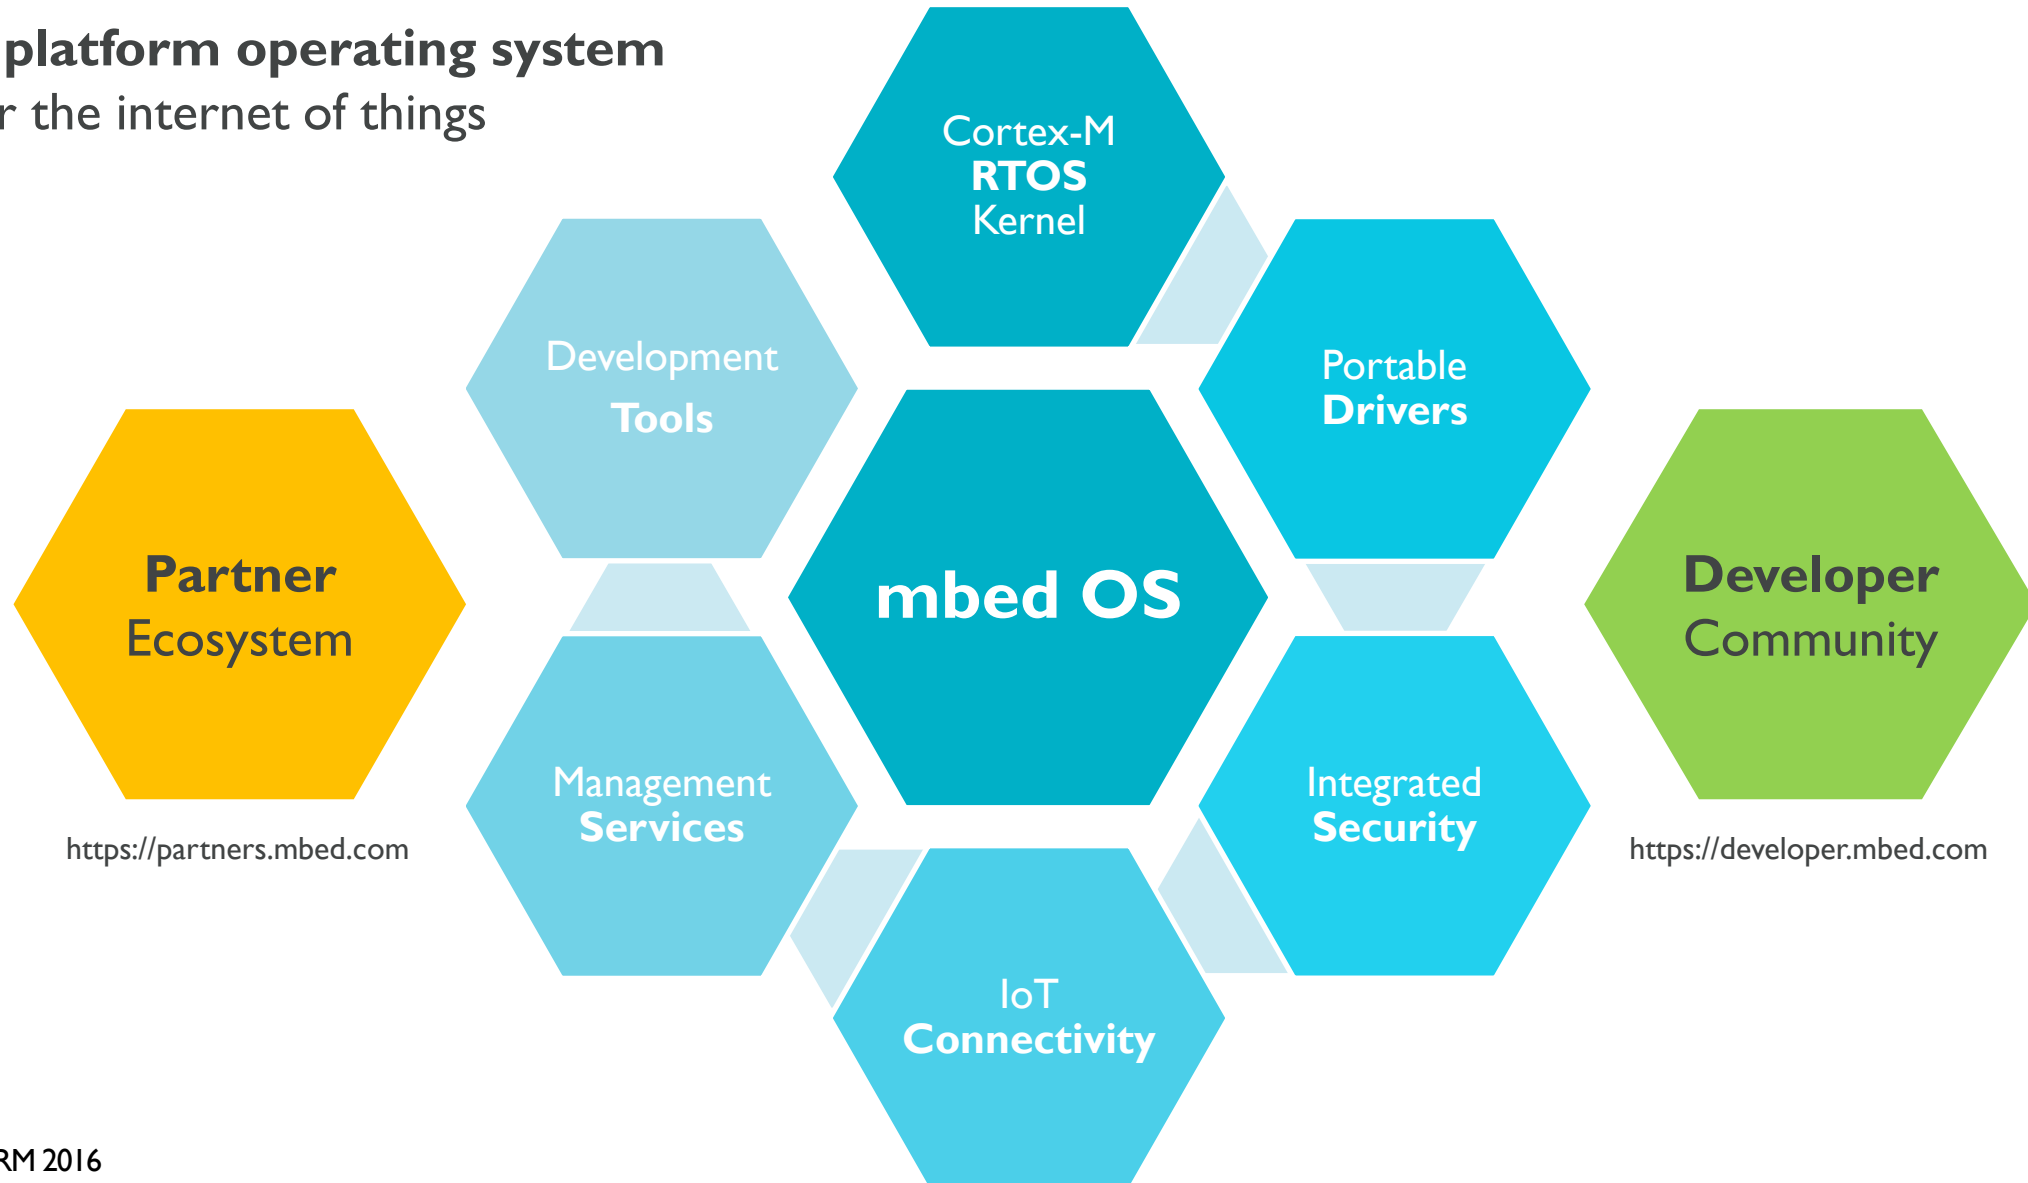 platform operating system
r the internet of things
Cortex-M
RTOS
Kernel
Development
Tools
Portable
Drivers
Partner
Ecosystem
mbed OS
Developer
Community
Management
Services
Integrated
Security
https://partners.mbed.com
https://developer.mbed.com
IoT
Connectivity
RM 2016